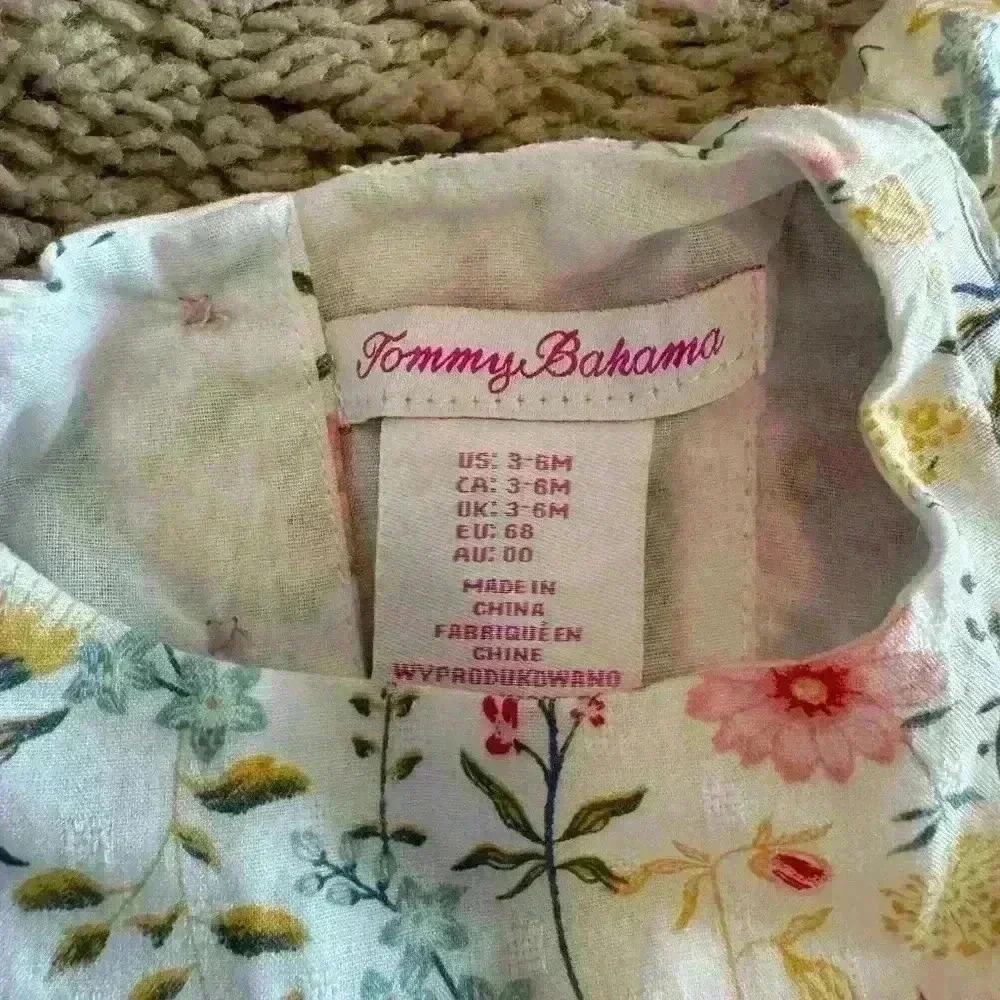 Tommy Bahama
US: 3-6M
CA: 3-6M
UK: 3-6M
EU: 68
AU: 00
MADE IN
CHINA
FABRIQUÉ EN
CHINE
WYPRODUKOWANO